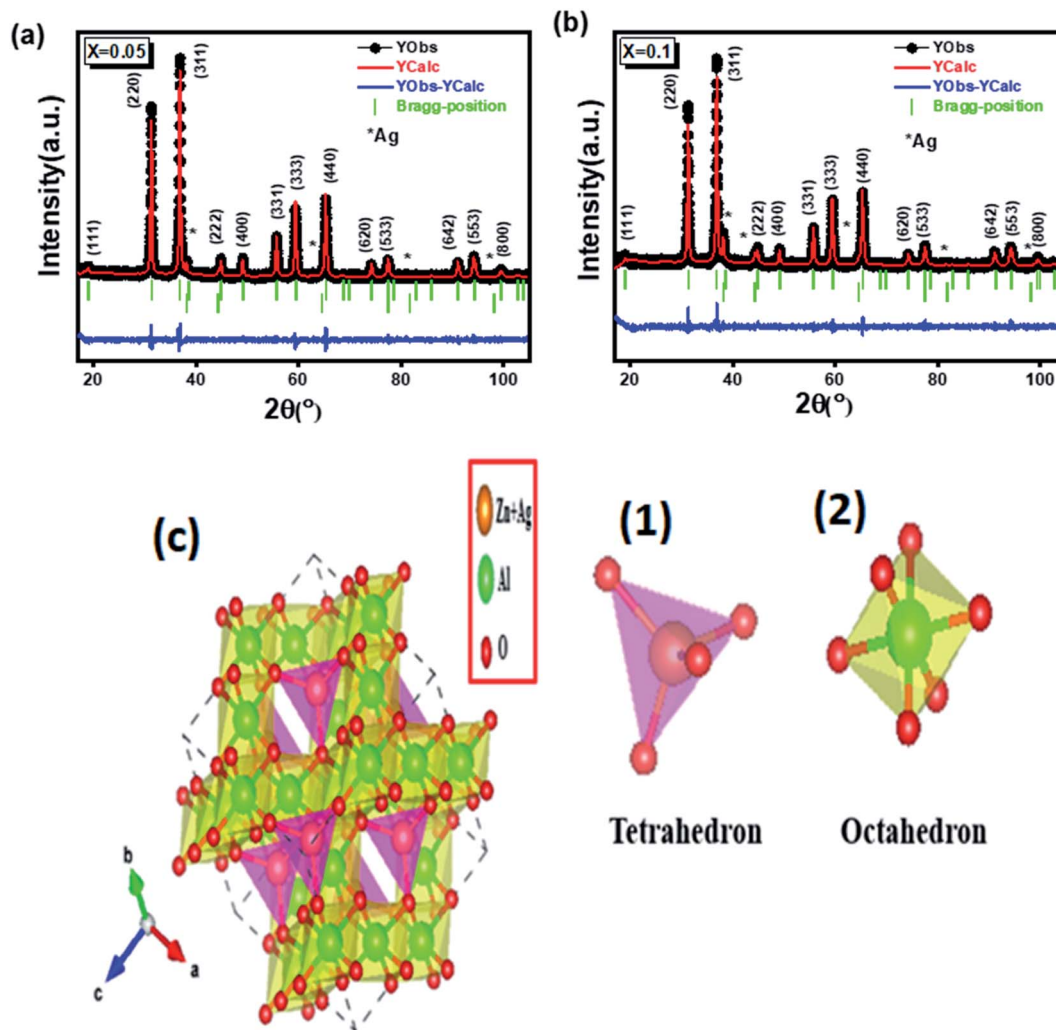 (a)
X=0.05
YObs
YCalc
YObs-YCalc
Bragg-position
*Ag
Intensity(a.u.)
(111)
(220)
(311)
*
(222)
(400)
(331)
(333)
*
(440)
(620)
(533)
*
(642)
(553)
*
(800)
20
40
60
80
100
2θ(°)
(b)
X=0.1
YObs
YCalc
YObs-YCalc
Bragg-position
*Ag
Intensity(a.u.)
(111)
(220)
(311)
*
*
(222)
(400)
(331)
(333)
*
(440)
(620)
(533)
*
(642)
(553)
*
(800)
20
40
60
80
100
2θ(°)
(c)
Zn+Ag
Al
O
b
a
c
(1)
Tetrahedron
(2)
Octahedron